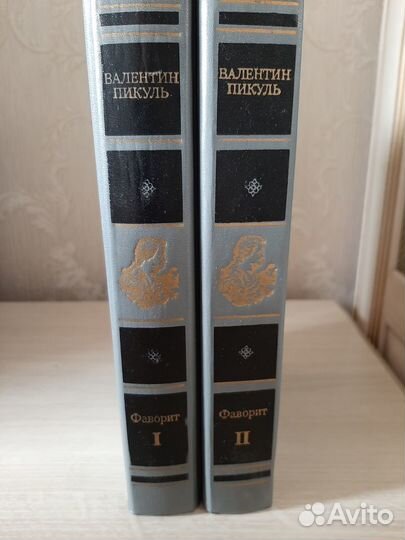 ВАЛЕНТИН
ПИКУЛЬ
Фаворит
I
ВАЛЕНТИН
ПИКУЛЬ
Фаворит
II
Avito